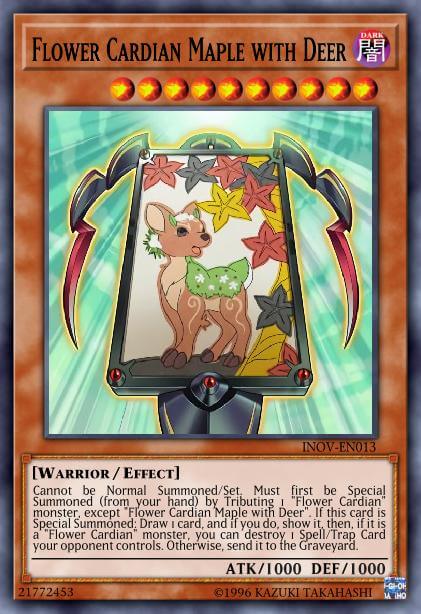 FLOWER CARDIAN MAPLE WITH DEER
DARK
闇
INOV-EN013
[WARRIOR / EFFECT]
Cannot be Normal Summoned/Set. Must first be Special
Summoned (from your hand) by Tributing 1 "Flower Cardian"
monster, except "Flower Cardian Maple with Deer". If this card is
Special Summoned: Draw 1 card, and if you do, show it, then, if it is
a "Flower Cardian" monster, you can destroy 1 Spell/Trap Card
your opponent controls. Otherwise, send it to the Graveyard.
ATK/1000 DEF/1000
21772453
©1996 KAZUKI TAKAHASHI